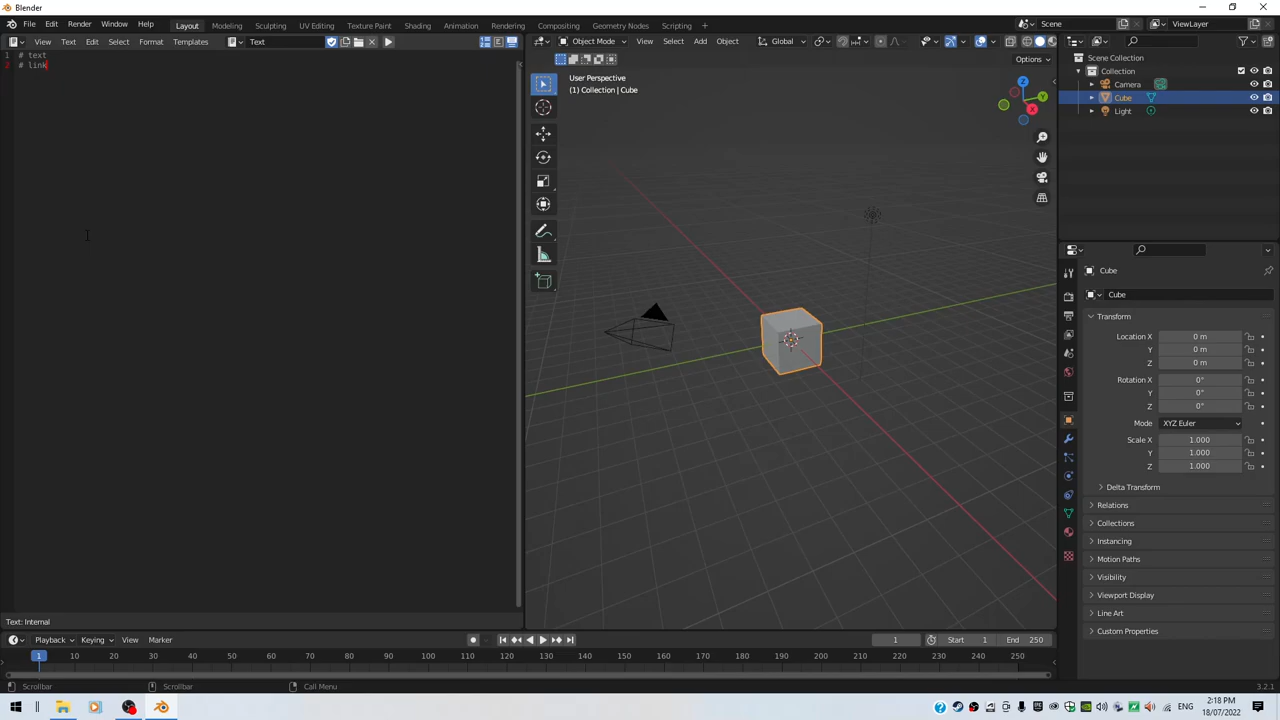 Blender
File Edit Render Window Help Layout Modeling Sculpting UV Editing Texture Paint Shading Animation Rendering Compositing Geometry Nodes Scripting + Scene ViewLayer
View Text Edit Select Format Templates Text Object Mode View Select Add Object Global
1 # text
2 # link
Options
User Perspective
(1) Collection | Cube
Z
Y
X
Scene Collection
Collection
Camera
Cube
Light
Cube
Cube
Transform
Location X 0 m
Y 0 m
Z 0 m
Rotation X 0°
Y 0°
Z 0°
Mode XYZ Euler
Scale X 1.000
Y 1.000
Z 1.000
Delta Transform
Relations
Collections
Instancing
Motion Paths
Visibility
Viewport Display
Line Art
Custom Properties
Text: Internal
Playback Keying View Marker 1 Start 1 End 250
1 10 20 30 40 50 60 70 80 90 100 110 120 130 140 150 160 170 180 190 200 210 220 230 240 250
Scrollbar Scrollbar Call Menu 3.2.1
ENG 2:18 PM
18/07/2022